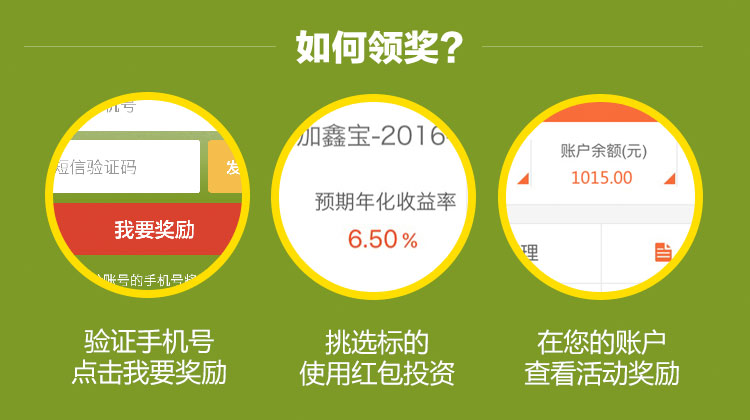 如何领奖?
机号
短信验证码
发
我要奖励
账号的手机号将
加鑫宝-2016
预期年化收益率
6.50%
账户余额(元)
1015.00
理
验证手机号
点击我要奖励
挑选标的
使用红包投资
在您的账户
查看活动奖励